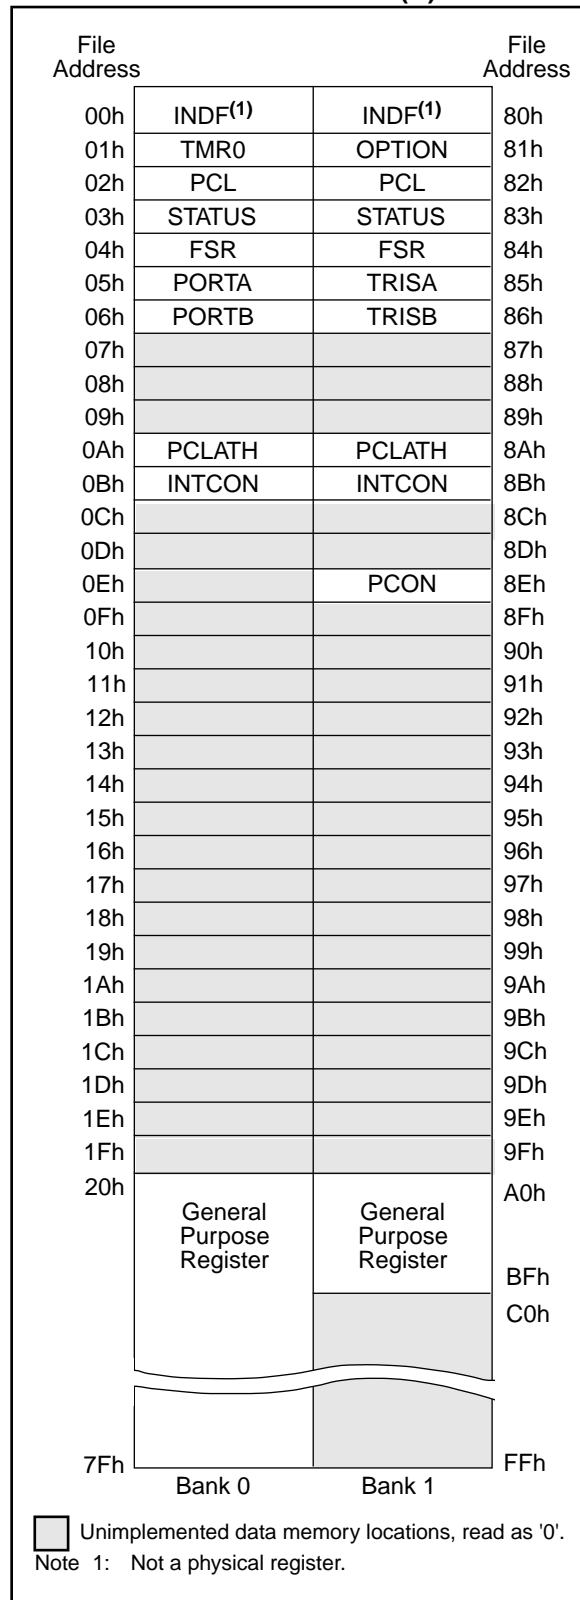 File File
Address Address
00h INDF(1) INDF(1) 80h
01h TMR0 OPTION 81h
02h PCL PCL 82h
03h STATUS STATUS 83h
04h FSR FSR 84h
05h PORTA TRISA 85h
06h PORTB TRISB 86h
07h 87h
08h 88h
09h 89h
0Ah PCLATH PCLATH 8Ah
0Bh INTCON INTCON 8Bh
0Ch 8Ch
0Dh 8Dh
0Eh PCON 8Eh
0Fh 8Fh
10h 90h
11h 91h
12h 92h
13h 93h
14h 94h
15h 95h
16h 96h
17h 97h
18h 98h
19h 99h
1Ah 9Ah
1Bh 9Bh
1Ch 9Ch
1Dh 9Dh
1Eh 9Eh
1Fh 9Fh
20h A0h
General General
Purpose Purpose
Register Register
BFh
C0h
7Fh FFh
Bank 0 Bank 1
Unimplemented data memory locations, read as '0'.
Note 1: Not a physical register.